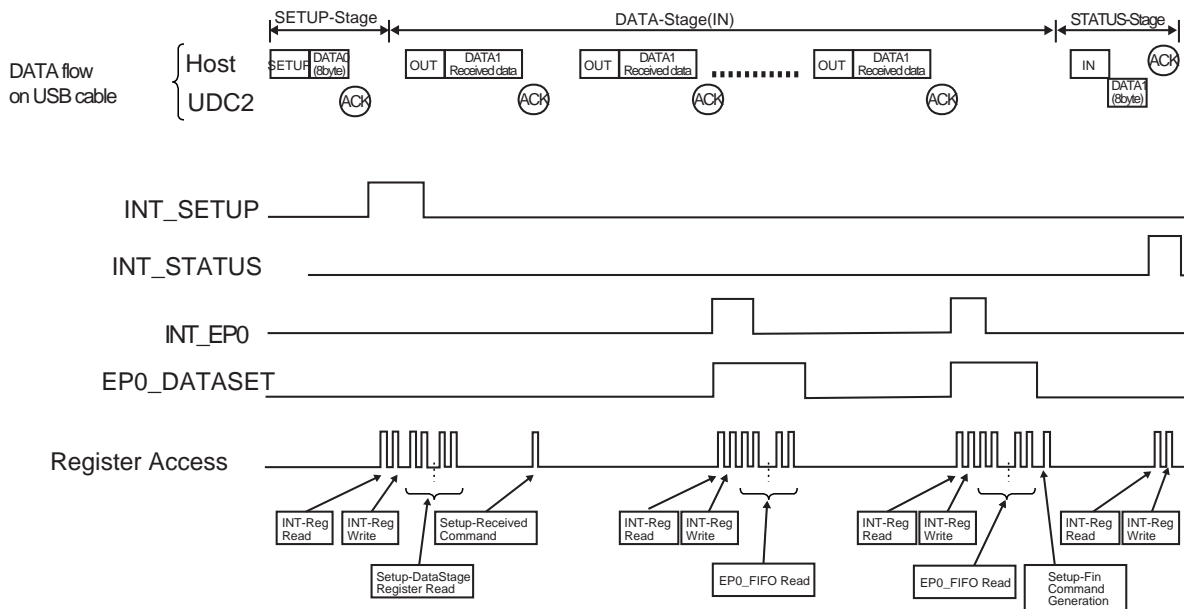 SETUP-Stage
DATA-Stage(IN)
STATUS-Stage
DATA flow
on USB cable
Host
UDC2
SETUP
DATA0
(8byte)
ACK
OUT
DATA1
Received data
ACK
OUT
DATA1
Received data
ACK
OUT
DATA1
Received data
ACK
IN
DATA1
(8byte)
ACK
INT_SETUP
INT_STATUS
INT_EP0
EP0_DATASET
Register Access
INT-Reg
Read
INT-Reg
Write
Setup-Received
Command
INT-Reg
Read
INT-Reg
Write
INT-Reg
Read
INT-Reg
Write
INT-Reg
Read
INT-Reg
Write
Setup-DataStage
Register Read
EP0_FIFO Read
EP0_FIFO Read
Setup-Fin
Command
Generation